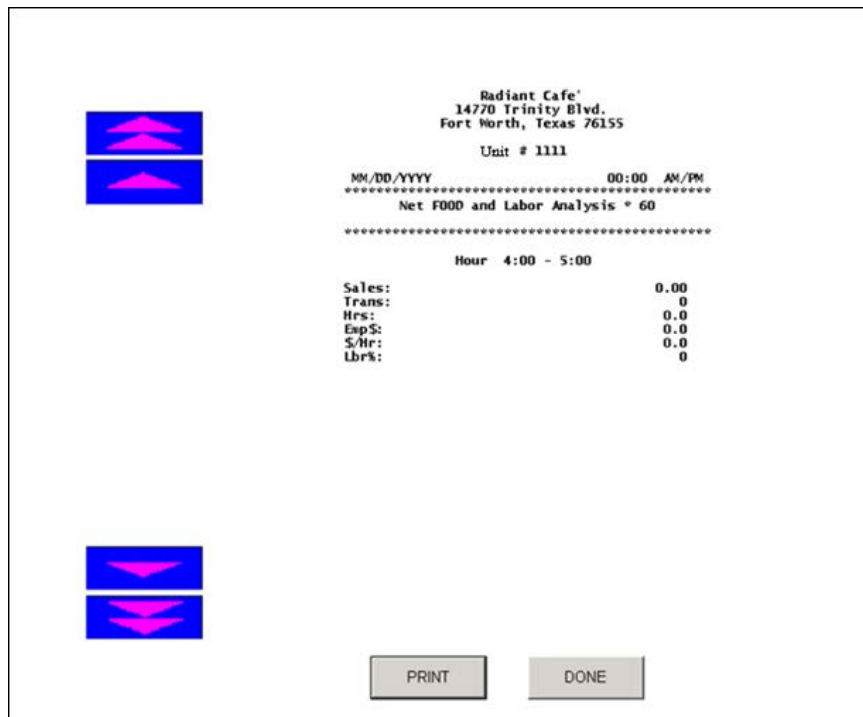 Radiant Cafe'
14770 Trinity Blvd.
Fort Worth, Texas 76155
Unit # 1111
MM/DD/YYYY 00:00 AM/PM
**********************************************
Net FOOD and Labor Analysis * 60
**********************************************
Hour 4:00 - 5:00
Sales: 0.00
Trans: 0
Hrs: 0.0
Emp$: 0.0
$/Hr: 0.0
Lbr%: 0
PRINT DONE